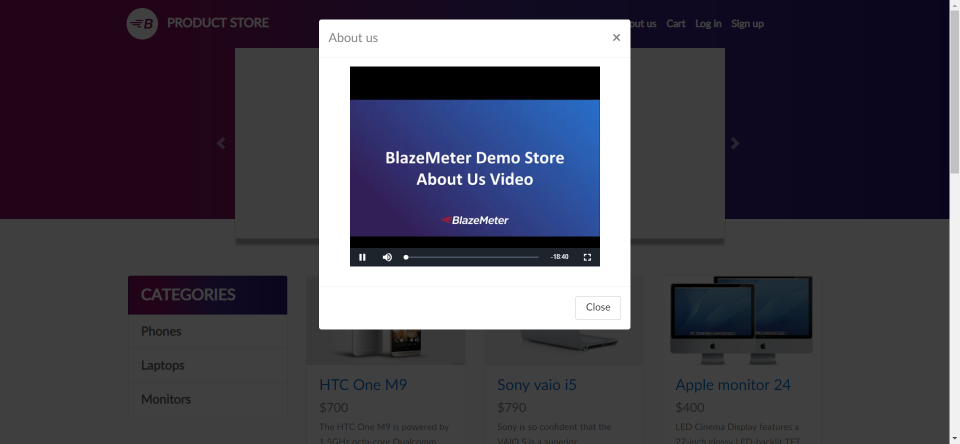 B PRODUCT STORE
About us ×
out us Cart Log in Sign up
BlazeMeter Demo Store
About Us Video
BlazeMeter
-18:40
Close
CATEGORIES
Phones
Laptops
Monitors
HTC One M9
$700
The HTC One M9 is powered by
1.5GHz octa-core Qualcomm
Sony vaio i5
$790
Sony is so confident that the
VAIO S is a superior
Apple monitor 24
$400
LED Cinema Display features a
27-inch glossy LED-backlit TFT